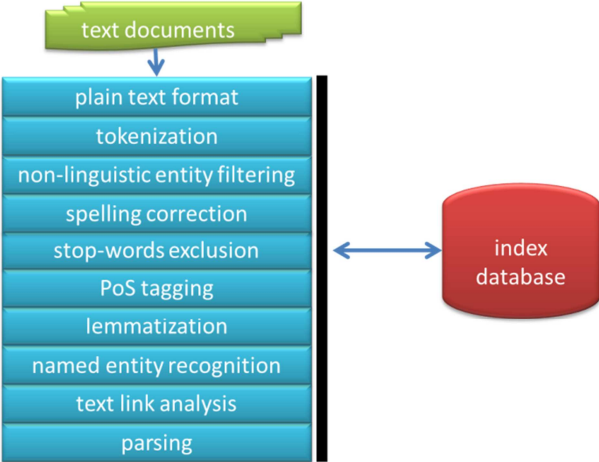 text documents
plain text format
tokenization
non-linguistic entity filtering
spelling correction
stop-words exclusion
PoS tagging
lemmatization
named entity recognition
text link analysis
parsing
index
database